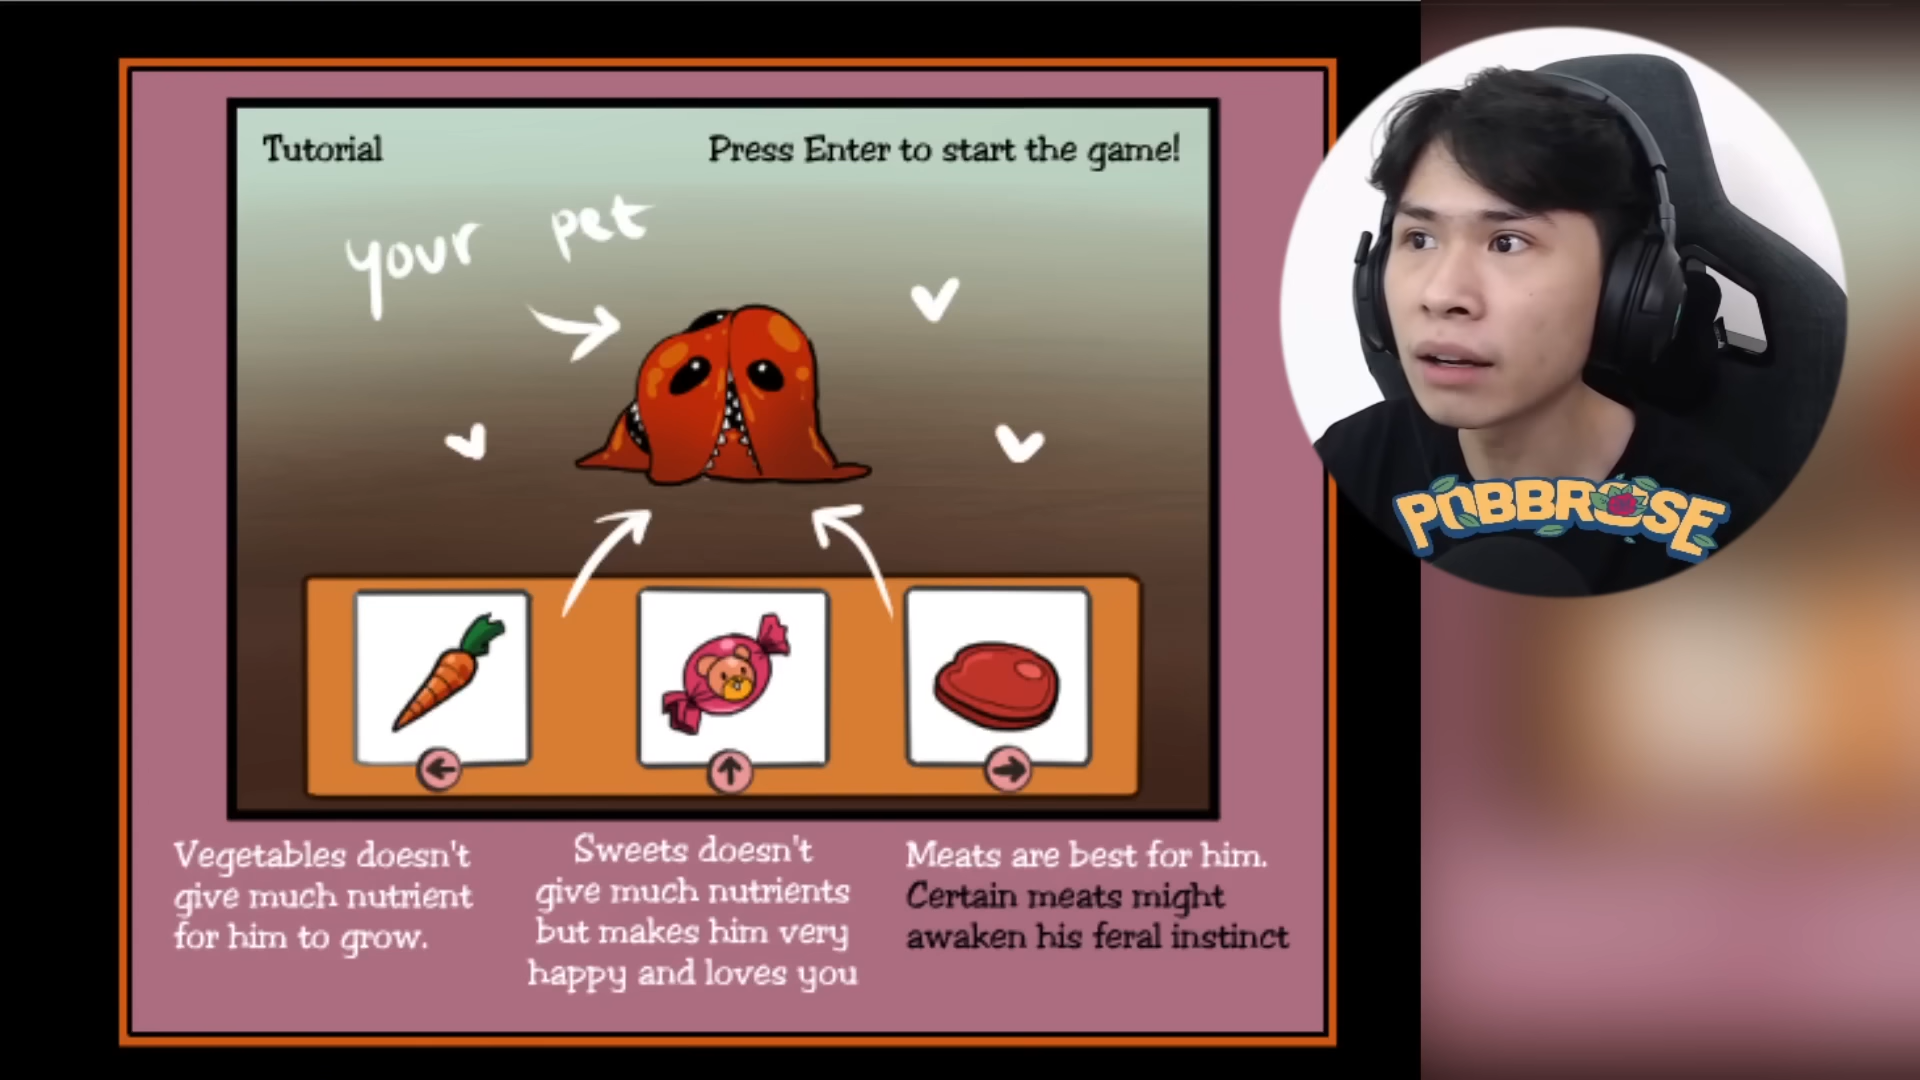 Tutorial
Press Enter to start the game!
your pet
POBBROSE
Vegetables doesn't
give much nutrient
for him to grow.
Sweets doesn't
give much nutrients
but makes him very
happy and loves you
Meats are best for him.
Certain meats might
awaken his feral instinct